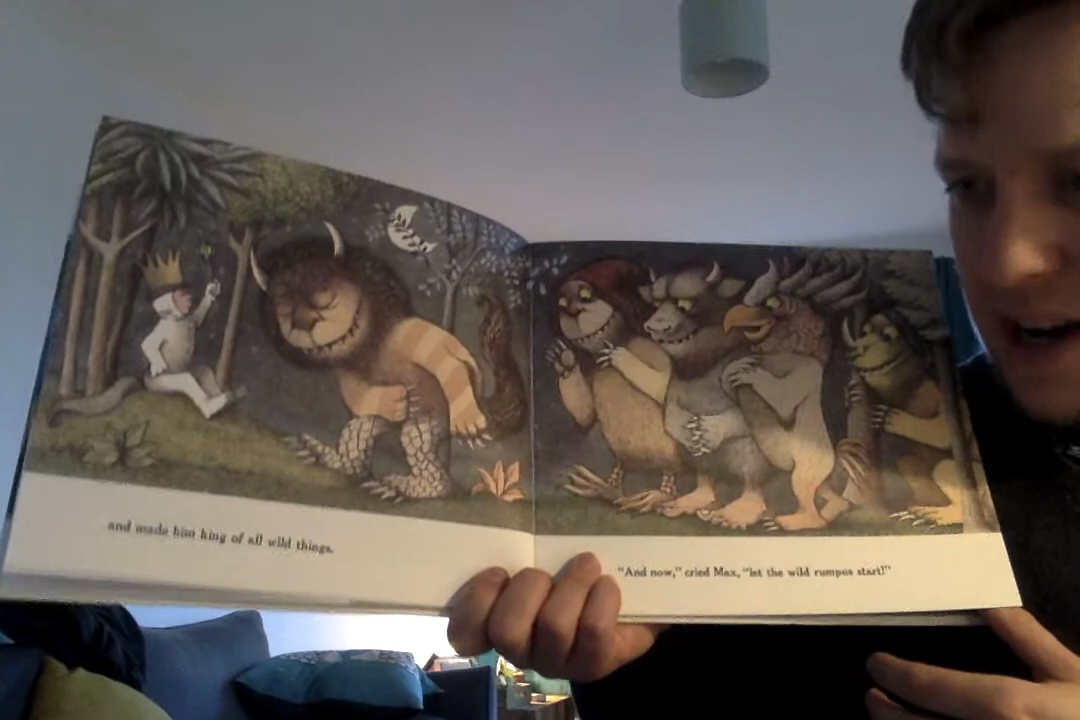 and made him king of all wild things.
"And now," cried Max, "let the wild rumpus start!"